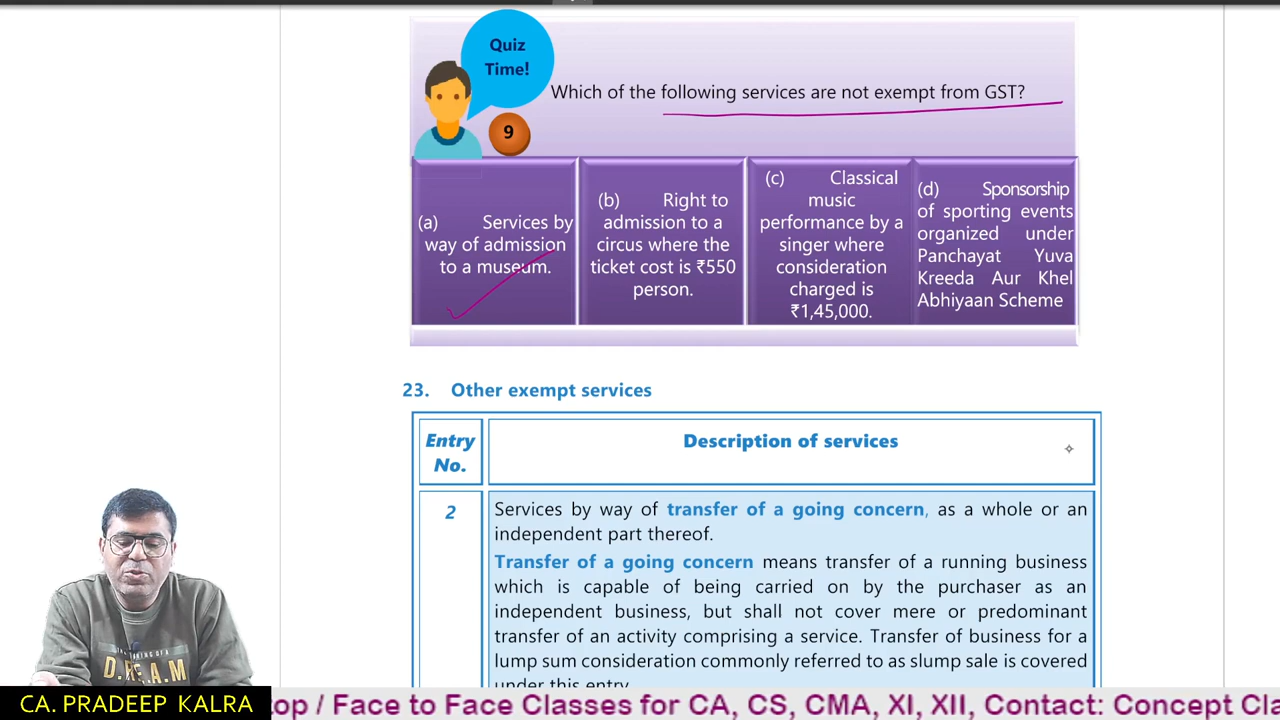 Quiz
Time!
9
Which of the following services are not exempt from GST?
(a) Services by
way of admission
to a museum.
(b) Right to
admission to a
circus where the
ticket cost is ₹550
person.
(c) Classical
music
performance by a
singer where
consideration
charged is
₹1,45,000.
(d) Sponsorship
of sporting events
organized under
Panchayat Yuva
Kreeda Aur Khel
Abhiyaan Scheme
23. Other exempt services
Entry
No.
Description of services
2
Services by way of transfer of a going concern, as a whole or an
independent part thereof.
Transfer of a going concern means transfer of a running business
which is capable of being carried on by the purchaser as an
independent business, but shall not cover mere or predominant
transfer of an activity comprising a service. Transfer of business for a
lump sum consideration commonly referred to as slump sale is covered
under this entry
D.R.E.A.M
CA. PRADEEP KALRA
top / Face to Face Classes for CA, CS, CMA, XI, XII, Contact: Concept Cla